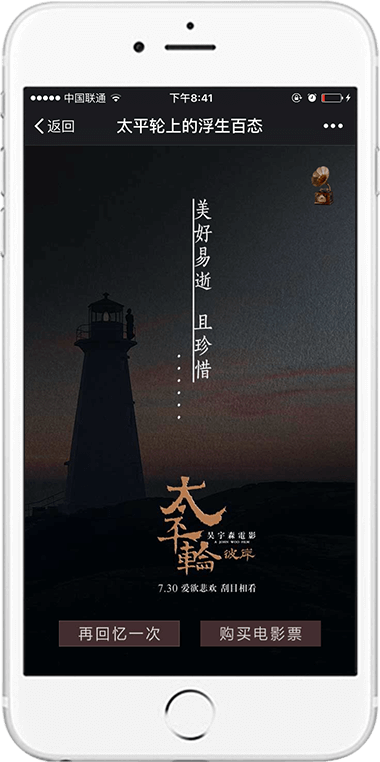 中国联通 下午8:41
返回 太平轮上的浮生百态
美好易逝 且珍惜
.......
太平輪
吴宇森電影
A JOHN WOO FILM
彼岸
7.30 爱欲悲欢 刮目相看
再回忆一次 购买电影票